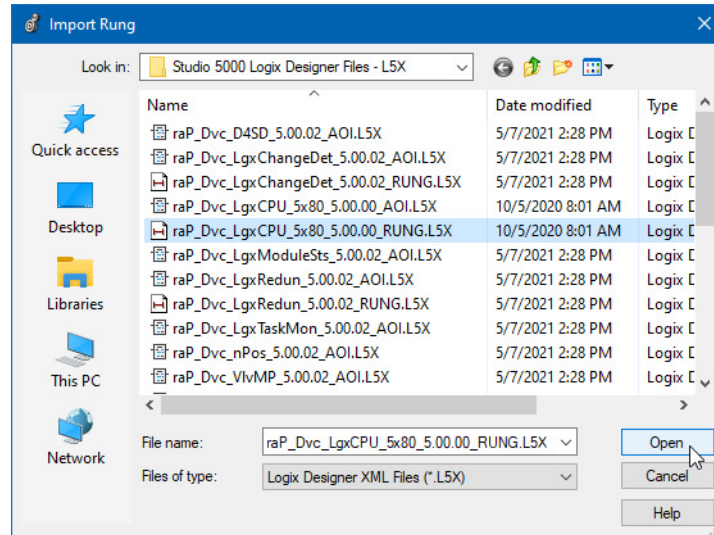 Import Rung
Look in: Studio 5000 Logix Designer Files - L5X
Name Date modified Type
raP_Dvc_D4SD_5.00.02_AOI.L5X 5/7/2021 2:28 PM Logix D
raP_Dvc_LgxChangeDet_5.00.02_AOI.L5X 5/7/2021 2:28 PM Logix D
raP_Dvc_LgxChangeDet_5.00.02_RUNG.L5X 5/7/2021 2:28 PM Logix D
raP_Dvc_LgxCPU_5x80_5.00.00_AOI.L5X 10/5/2020 8:01 AM Logix D
raP_Dvc_LgxCPU_5x80_5.00.00_RUNG.L5X 10/5/2020 8:01 AM Logix D
raP_Dvc_LgxModuleSts_5.00.02_AOI.L5X 5/7/2021 2:28 PM Logix D
raP_Dvc_LgxRedun_5.00.02_AOI.L5X 5/7/2021 2:28 PM Logix D
raP_Dvc_LgxRedun_5.00.02_RUNG.L5X 5/7/2021 2:28 PM Logix D
raP_Dvc_LgxTaskMon_5.00.02_AOI.L5X 5/7/2021 2:28 PM Logix D
raP_Dvc_nPos_5.00.02_AOI.L5X 5/7/2021 2:28 PM Logix D
raP_Dvc_VlvMP_5.00.02_AOI.L5X 5/7/2021 2:28 PM Logix D
Quick access
Desktop
Libraries
This PC
Network
File name: raP_Dvc_LgxCPU_5x80_5.00.00_RUNG.L5X Open
Files of type: Logix Designer XML Files (*.L5X) Cancel
Help